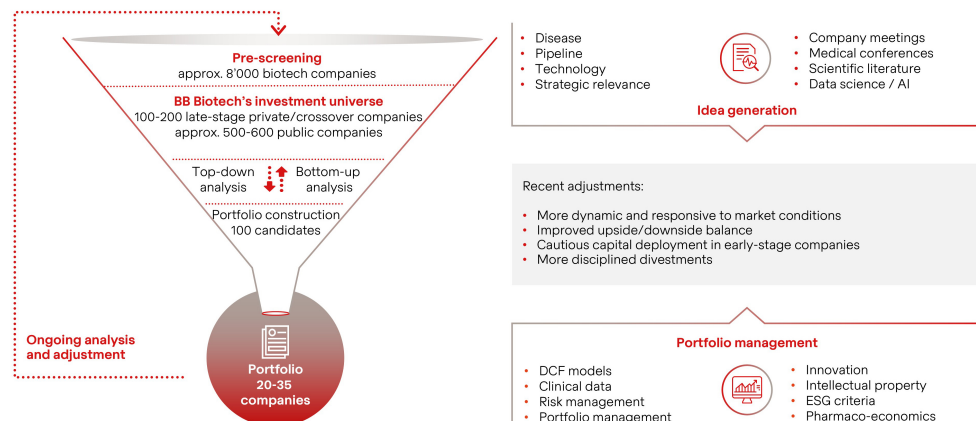 Pre-screening
approx. 8'000 biotech companies
BB Biotech's investment universe
100-200 late-stage private/crossover companies
approx. 500-600 public companies
Top-down
analysis
Bottom-up
analysis
Portfolio construction
100 candidates
Ongoing analysis
and adjustment
Portfolio
20-35
companies
• Disease
• Pipeline
• Technology
• Strategic relevance
• Company meetings
• Medical conferences
• Scientific literature
• Data science / AI
Idea generation
Recent adjustments:
• More dynamic and responsive to market conditions
• Improved upside/downside balance
• Cautious capital deployment in early-stage companies
• More disciplined divestments
Portfolio management
• DCF models
• Clinical data
• Risk management
• Portfolio management
• Innovation
• Intellectual property
• ESG criteria
• Pharmaco-economics